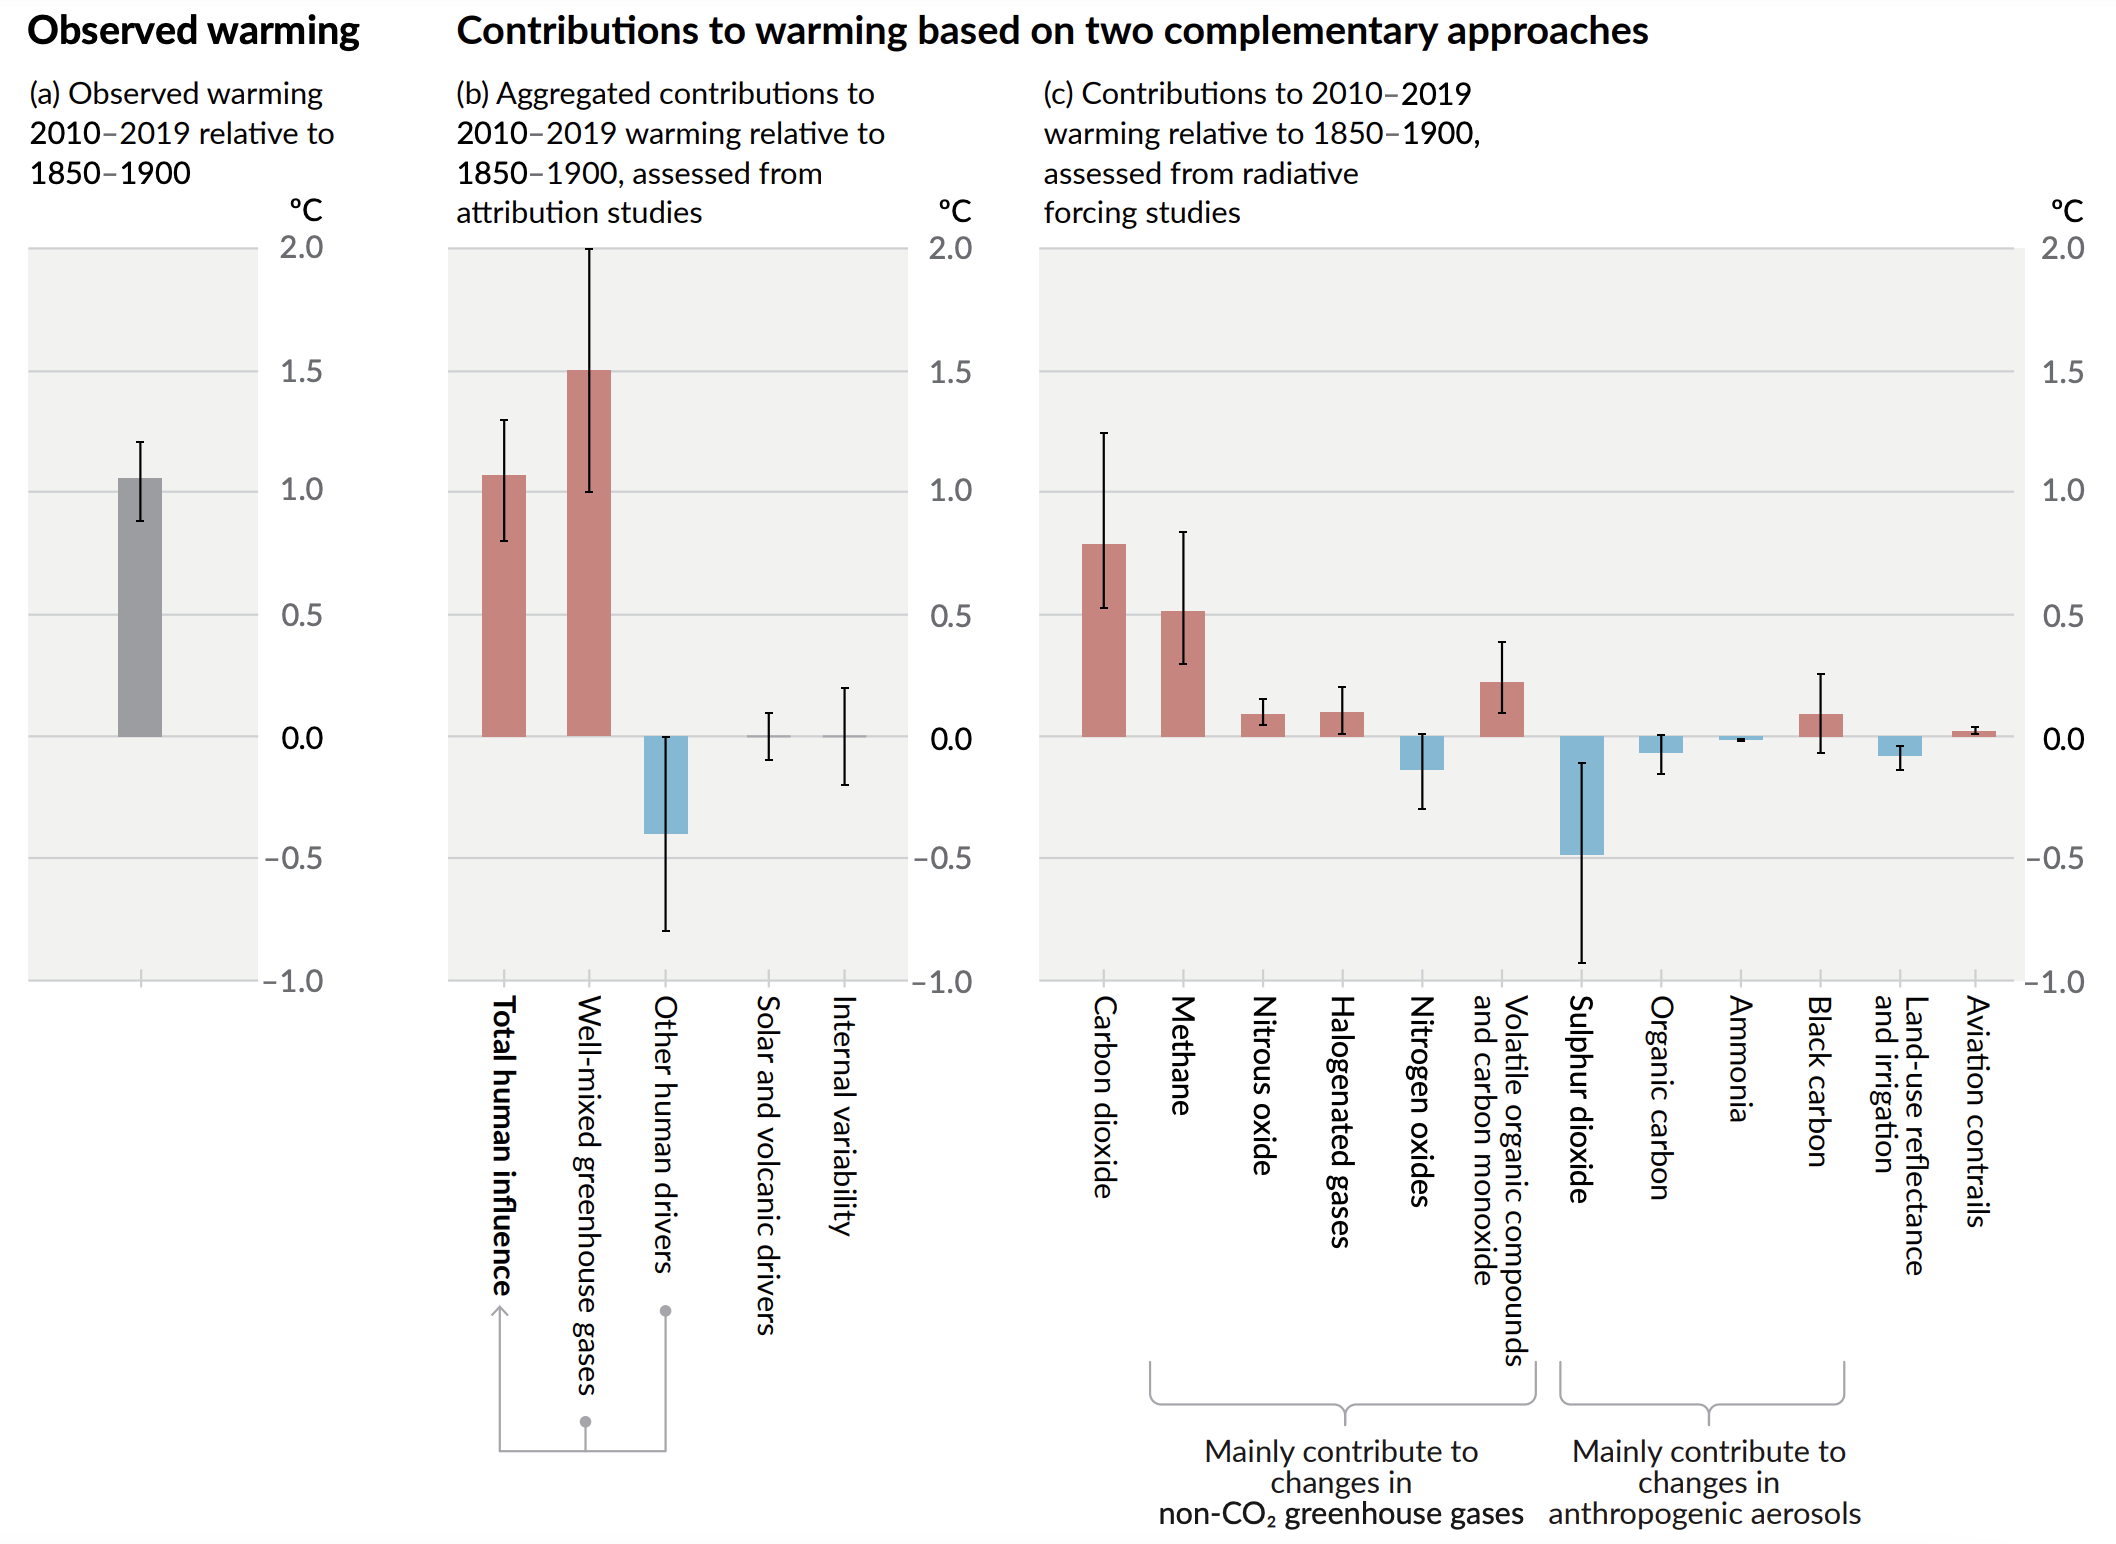 Observed warming
Contributions to warming based on two complementary approaches
(a) Observed warming
2010–2019 relative to
1850–1900
(b) Aggregated contributions to
2010–2019 warming relative to
1850–1900, assessed from
attribution studies
(c) Contributions to 2010–2019
warming relative to 1850–1900,
assessed from radiative
forcing studies
ºC
2.0
1.5
1.0
0.5
0.0
–0.5
–1.0
ºC
2.0
1.5
1.0
0.5
0.0
–0.5
–1.0
Total human influence
Well-mixed greenhouse gases
Other human drivers
Solar and volcanic drivers
Internal variability
ºC
2.0
1.5
1.0
0.5
0.0
–0.5
–1.0
Carbon dioxide
Methane
Nitrous oxide
Halogenated gases
Nitrogen oxides
Volatile organic compounds
and carbon monoxide
Sulphur dioxide
Organic carbon
Ammonia
Black carbon
Land-use reflectance
and irrigation
Aviation contrails
Mainly contribute to
changes in
non-CO₂ greenhouse gases
Mainly contribute to
changes in
anthropogenic aerosols